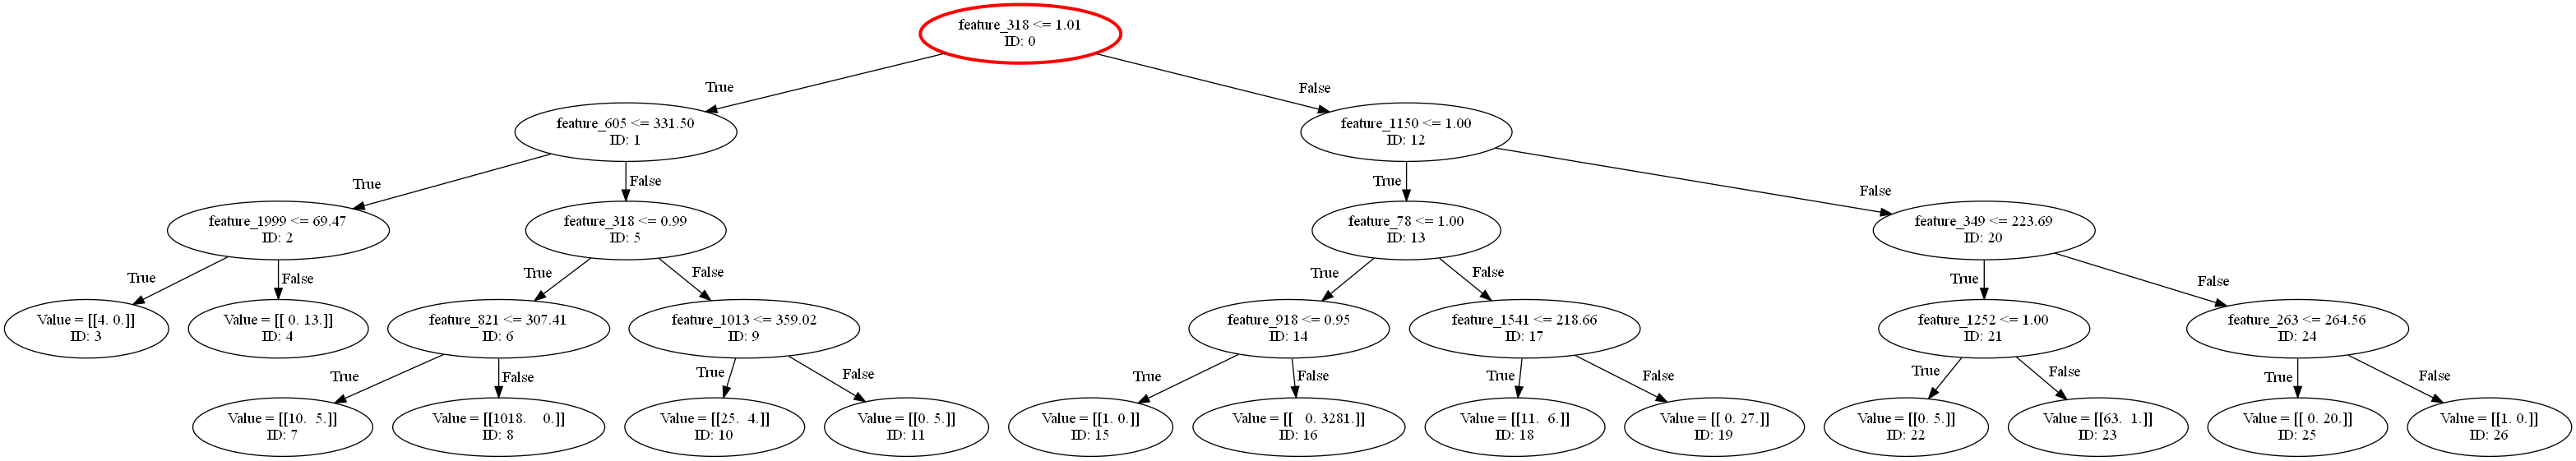 feature_318 <= 1.01
ID: 0
True
False
feature_605 <= 331.50
ID: 1
feature_1150 <= 1.00
ID: 12
True
False
True
False
feature_1999 <= 69.47
ID: 2
feature_318 <= 0.99
ID: 5
feature_78 <= 1.00
ID: 13
feature_349 <= 223.69
ID: 20
True
False
True
False
True
False
True
False
Value = [[4. 0.]]
ID: 3
Value = [[ 0. 13.]]
ID: 4
feature_821 <= 307.41
ID: 6
feature_1013 <= 359.02
ID: 9
feature_918 <= 0.95
ID: 14
feature_1541 <= 218.66
ID: 17
feature_1252 <= 1.00
ID: 21
feature_263 <= 264.56
ID: 24
True
False
True
False
True
False
True
False
True
False
True
False
Value = [[10.  5.]]
ID: 7
Value = [[1018.    0.]]
ID: 8
Value = [[25.  4.]]
ID: 10
Value = [[0. 5.]]
ID: 11
Value = [[1. 0.]]
ID: 15
Value = [[   0. 3281.]]
ID: 16
Value = [[11.  6.]]
ID: 18
Value = [[ 0. 27.]]
ID: 19
Value = [[0. 5.]]
ID: 22
Value = [[63.  1.]]
ID: 23
Value = [[ 0. 20.]]
ID: 25
Value = [[1. 0.]]
ID: 26